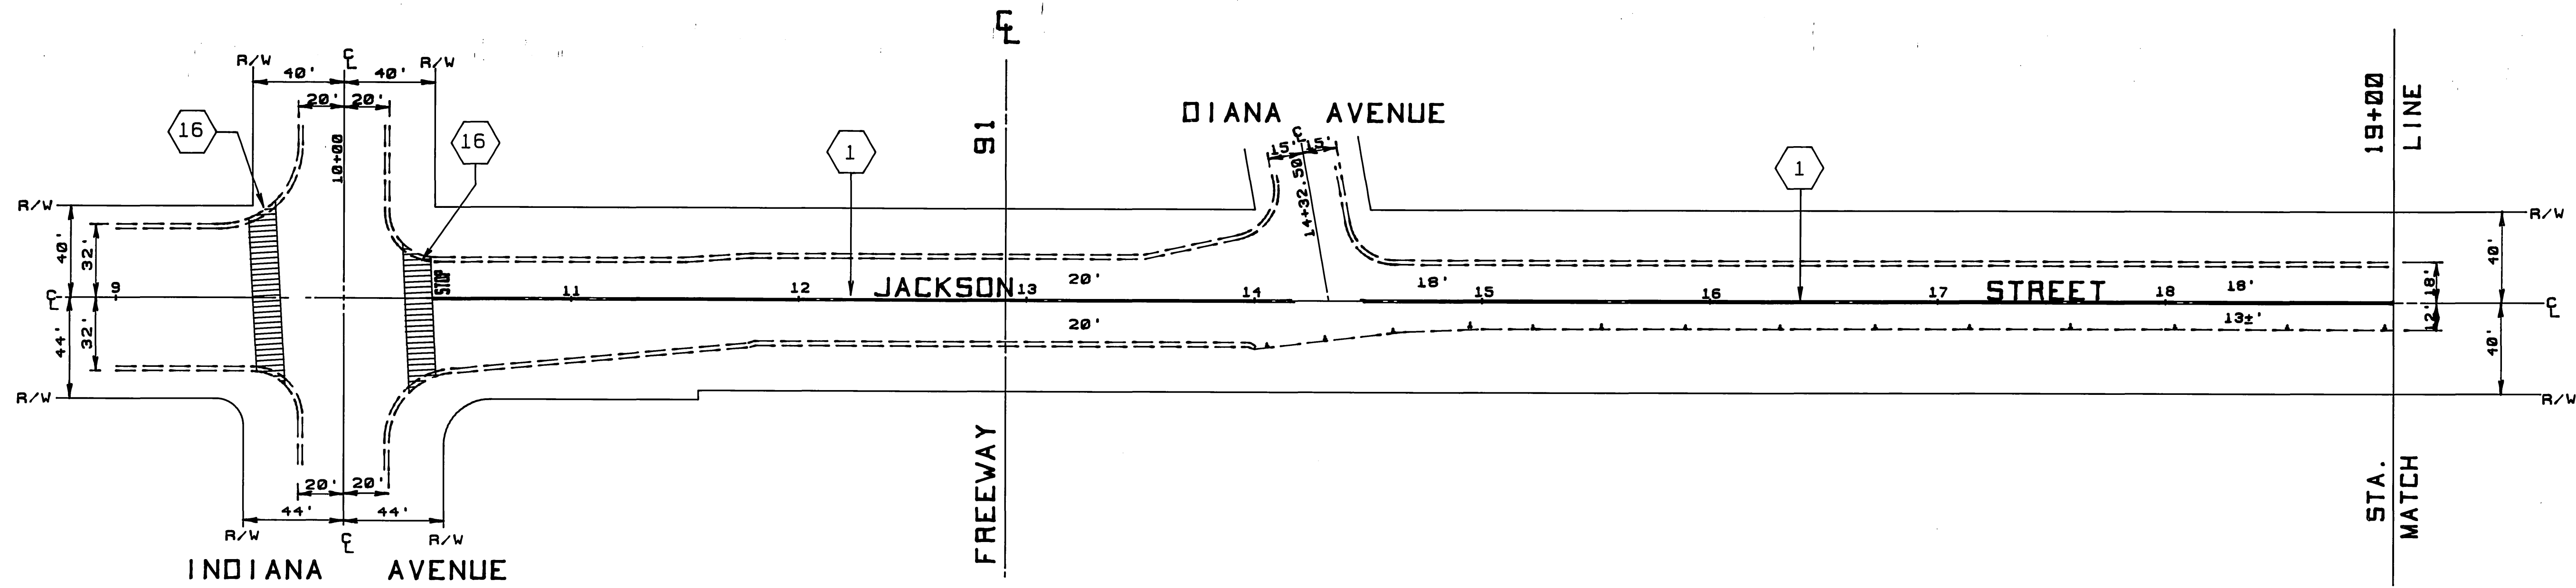 C L
R/W C L R/W
40' 40'
20' 20'
16
16
10+00
1
91
DIANA AVENUE
C L
15' 15'
14+32.50
1
19+00
LINE
R/W
R/W
40'
32'
STOP
20'
18'
18'
18'
40'
C L
9
11
12
JACKSON
13
14
15
16
17
STREET
18
C L
44'
32'
20'
13±'
12'
40'
R/W
R/W
20' 20'
44' 44'
R/W C L R/W
INDIANA AVENUE
FREEWAY
STA.
MATCH